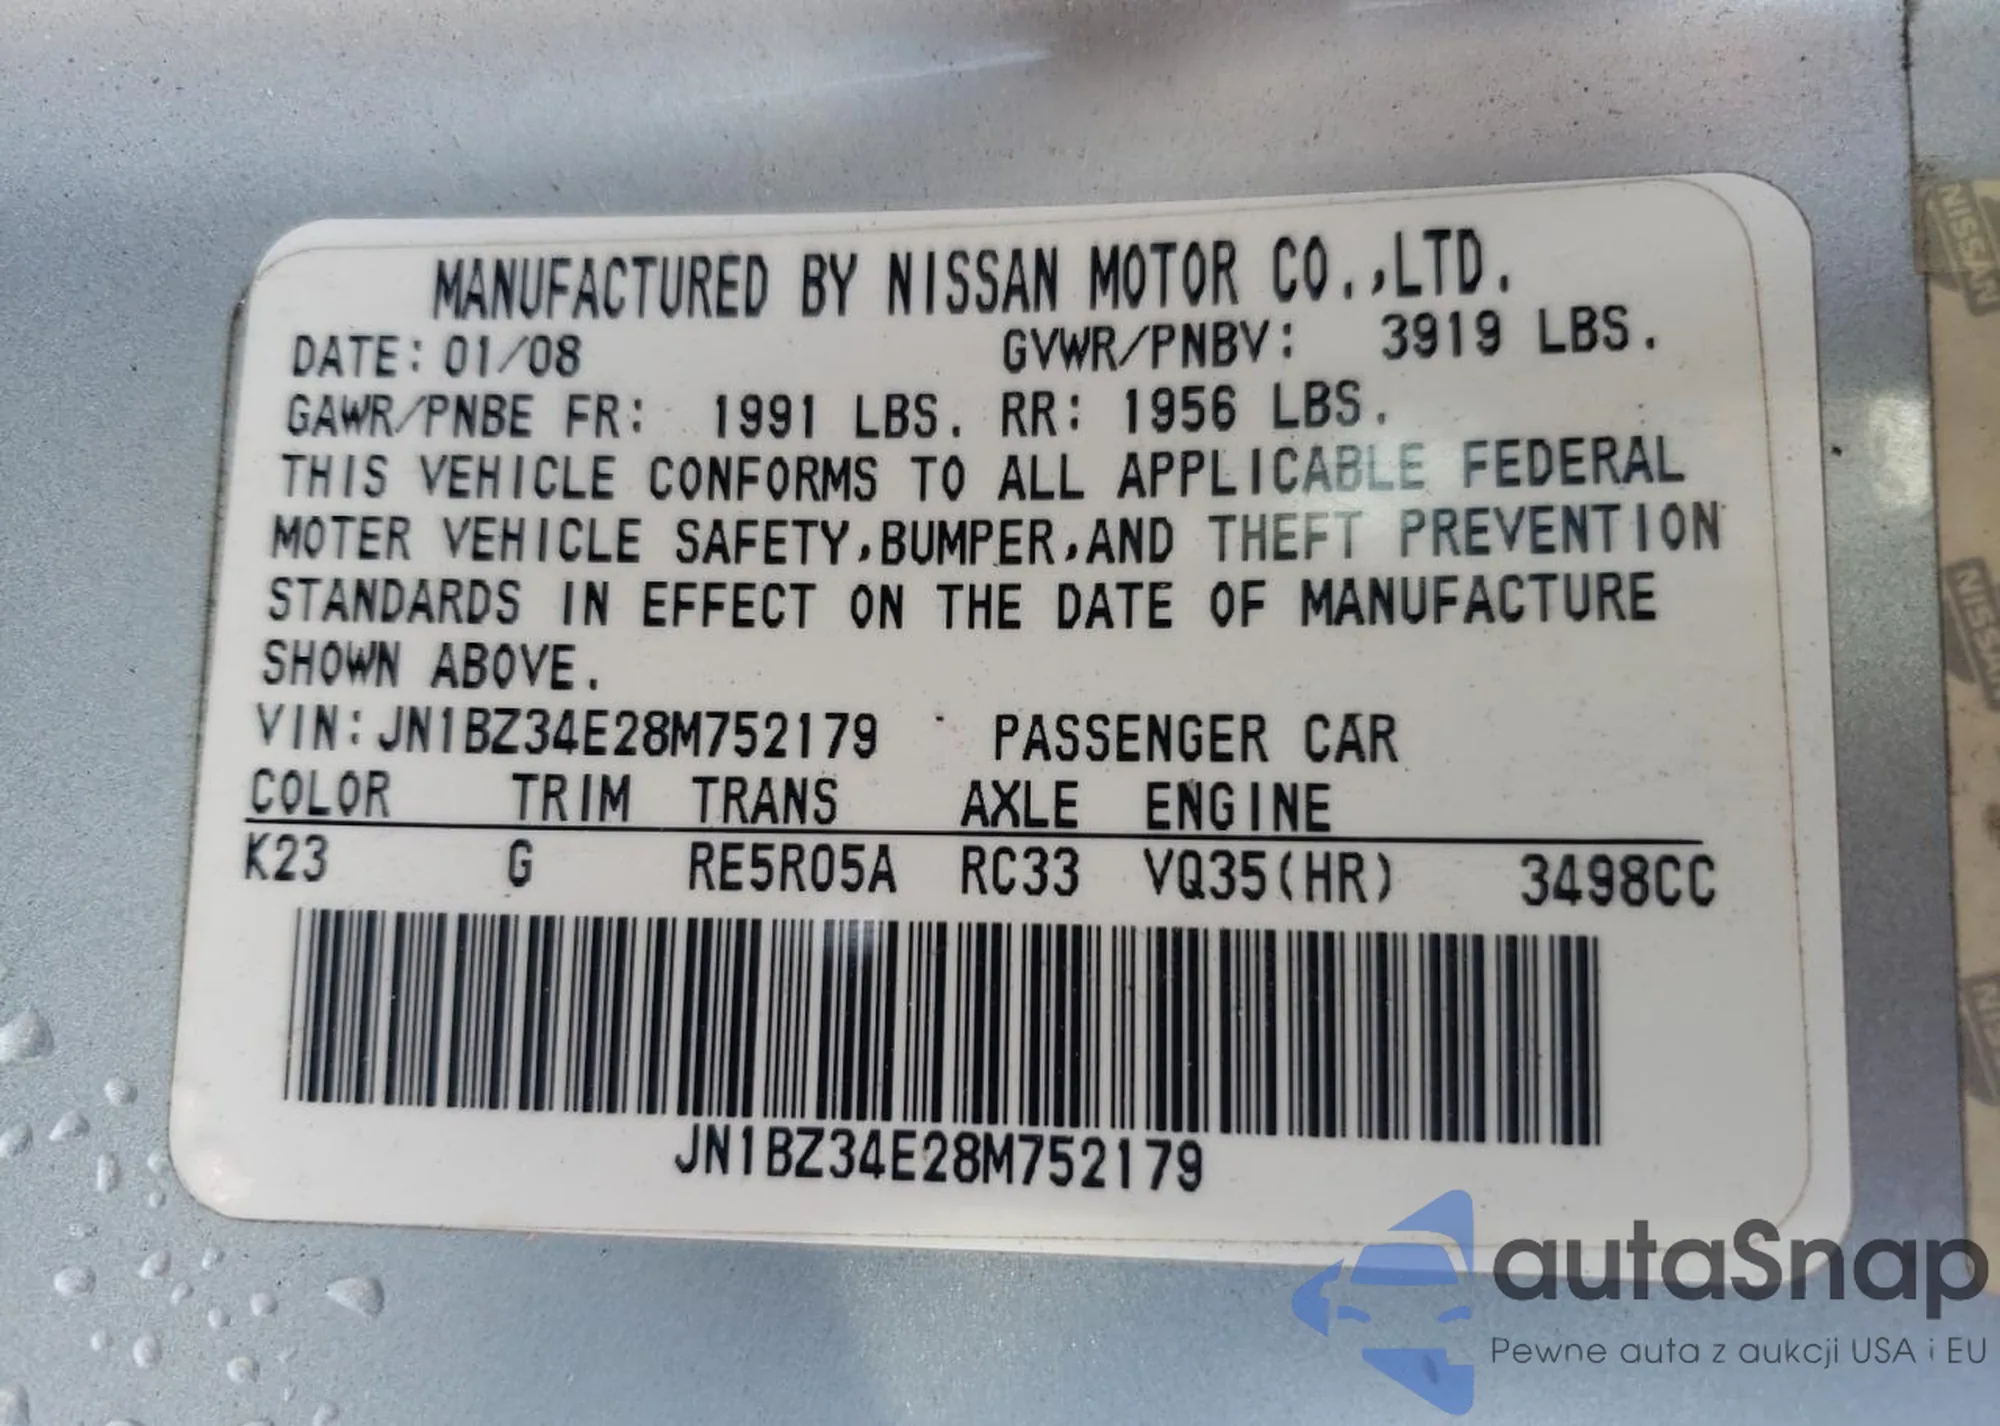 MANUFACTURED BY NISSAN MOTOR CO.,LTD.
DATE: 01/08 GVWR/PNBV: 3919 LBS.
GAWR/PNBE FR: 1991 LBS. RR: 1956 LBS.
THIS VEHICLE CONFORMS TO ALL APPLICABLE FEDERAL
MOTER VEHICLE SAFETY,BUMPER,AND THEFT PREVENTION
STANDARDS IN EFFECT ON THE DATE OF MANUFACTURE
SHOWN ABOVE.
VIN:JN1BZ34E28M752179 PASSENGER CAR
COLOR TRIM TRANS AXLE ENGINE
K23 G RE5R05A RC33 VQ35(HR) 3498CC
JN1BZ34E28M752179
NISSAN
NISSAN
NISSAN
autaSnap
Pewne auta z aukcji USA i EU